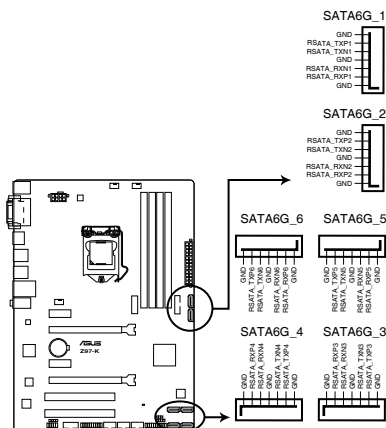 SATA6G_1
GND
RSATA_TXP1
RSATA_TXN1
GND
RSATA_RXN1
RSATA_RXP1
GND
SATA6G_2
GND
RSATA_TXP2
RSATA_TXN2
GND
RSATA_RXN2
RSATA_RXP2
GND
SATA6G_6
GND
RSATA_TXP6
RSATA_TXN6
GND
RSATA_RXN6
RSATA_RXP6
GND
SATA6G_5
GND
RSATA_TXP5
RSATA_TXN5
GND
RSATA_RXN5
RSATA_RXP5
GND
ASUS
Z97-K
SATA6G_4
GND
RSATA_RXP4
RSATA_RXN4
GND
RSATA_TXN4
RSATA_TXP4
GND
SATA6G_3
GND
RSATA_RXP3
RSATA_RXN3
GND
RSATA_TXN3
RSATA_TXP3
GND